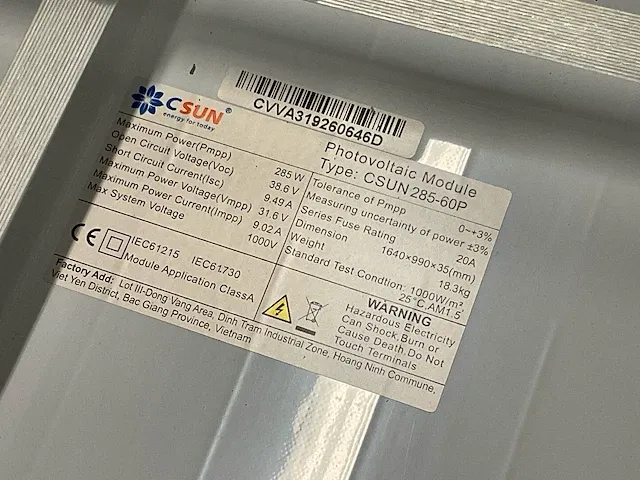 CVVA319260646D
CSUN®
energy for today
Photovoltaic Module
Type: CSUN 285-60P
Maximum Power(Pmpp) 285 W
Open Circuit Voltage(Voc) 38.6 V
Short Circuit Current(Isc) 9.49 A
Maximum Power Voltage(Vmpp) 31.6 V
Maximum Power Current(Impp) 9.02 A
Max System Voltage 1000V
Tolerance of Pmpp 0~+3%
Measuring uncertainty of power ±3%
Series Fuse Rating 20A
Dimension 1640×990×35(mm)
Weight 18.3kg
Standard Test Condition: 1000W/m²
25°C,AM1.5
CE IEC61215 IEC61730
Module Application ClassA
WARNING
Hazardous Electricity
Can Shock,Burn or
Cause Death.Do Not
Touch Terminals
Factory Add: Lot III-Dong Vang Area, Dinh Tram Industrial Zone, Hoang Ninh Commune,
Viet Yen District, Bac Giang Province, Vietnam